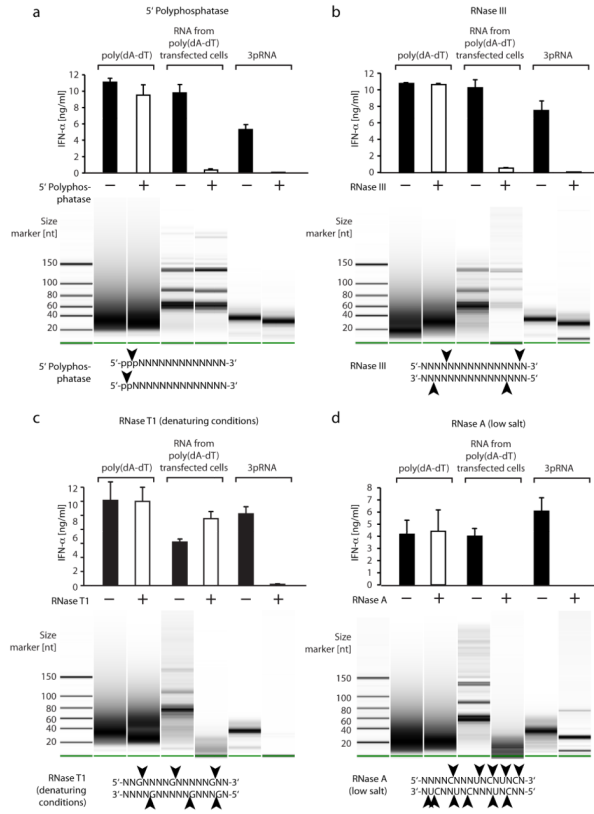 a
5′ Polyphosphatase
RNA from
poly(dA-dT)
poly(dA-dT) transfected cells 3pRNA
IFN-α [ng/ml]
12
10
8
6
4
2
0
5′ Polyphos-
phatase
− + − + − +
Size
marker [nt]
150
100
80
60
40
20
5′ Polyphos-
phatase
5′-pppNNNNNNNNNNNNN-3′
5′-ppNNNNNNNNNNNNN-3′
b
RNase III
RNA from
poly(dA-dT)
poly(dA-dT) transfected cells 3pRNA
IFN-α [ng/ml]
12
10
8
6
4
2
0
RNase III
− + − + − +
Size
marker [nt]
150
100
80
60
40
20
RNase III
5′-NNNNNNNNNNNNNNNN-3′
3′-NNNNNNNNNNNNNNNN-5′
c
RNase T1 (denaturing conditions)
RNA from
poly(dA-dT)
poly(dA-dT) transfected cells 3pRNA
IFN-α [ng/ml]
12
10
8
6
4
2
0
RNase T1
− + − + − +
Size
marker [nt]
150
100
80
60
40
20
RNase T1
(denaturing
conditions)
5′-NNGNNNNGNNNNNGNN-3′
3′-NNNNGNNNNNGNNNGN-5′
d
RNase A (low salt)
RNA from
poly(dA-dT)
poly(dA-dT) transfected cells 3pRNA
IFN-α [ng/ml]
8
7
6
5
4
3
2
1
0
RNase A
− + − + − +
Size
marker [nt]
150
100
80
60
40
20
RNase A
(low salt)
5′-NNNNCNNNUNCNUNCN-3′
3′-NUCNNUNCNNNUCNNN-5′